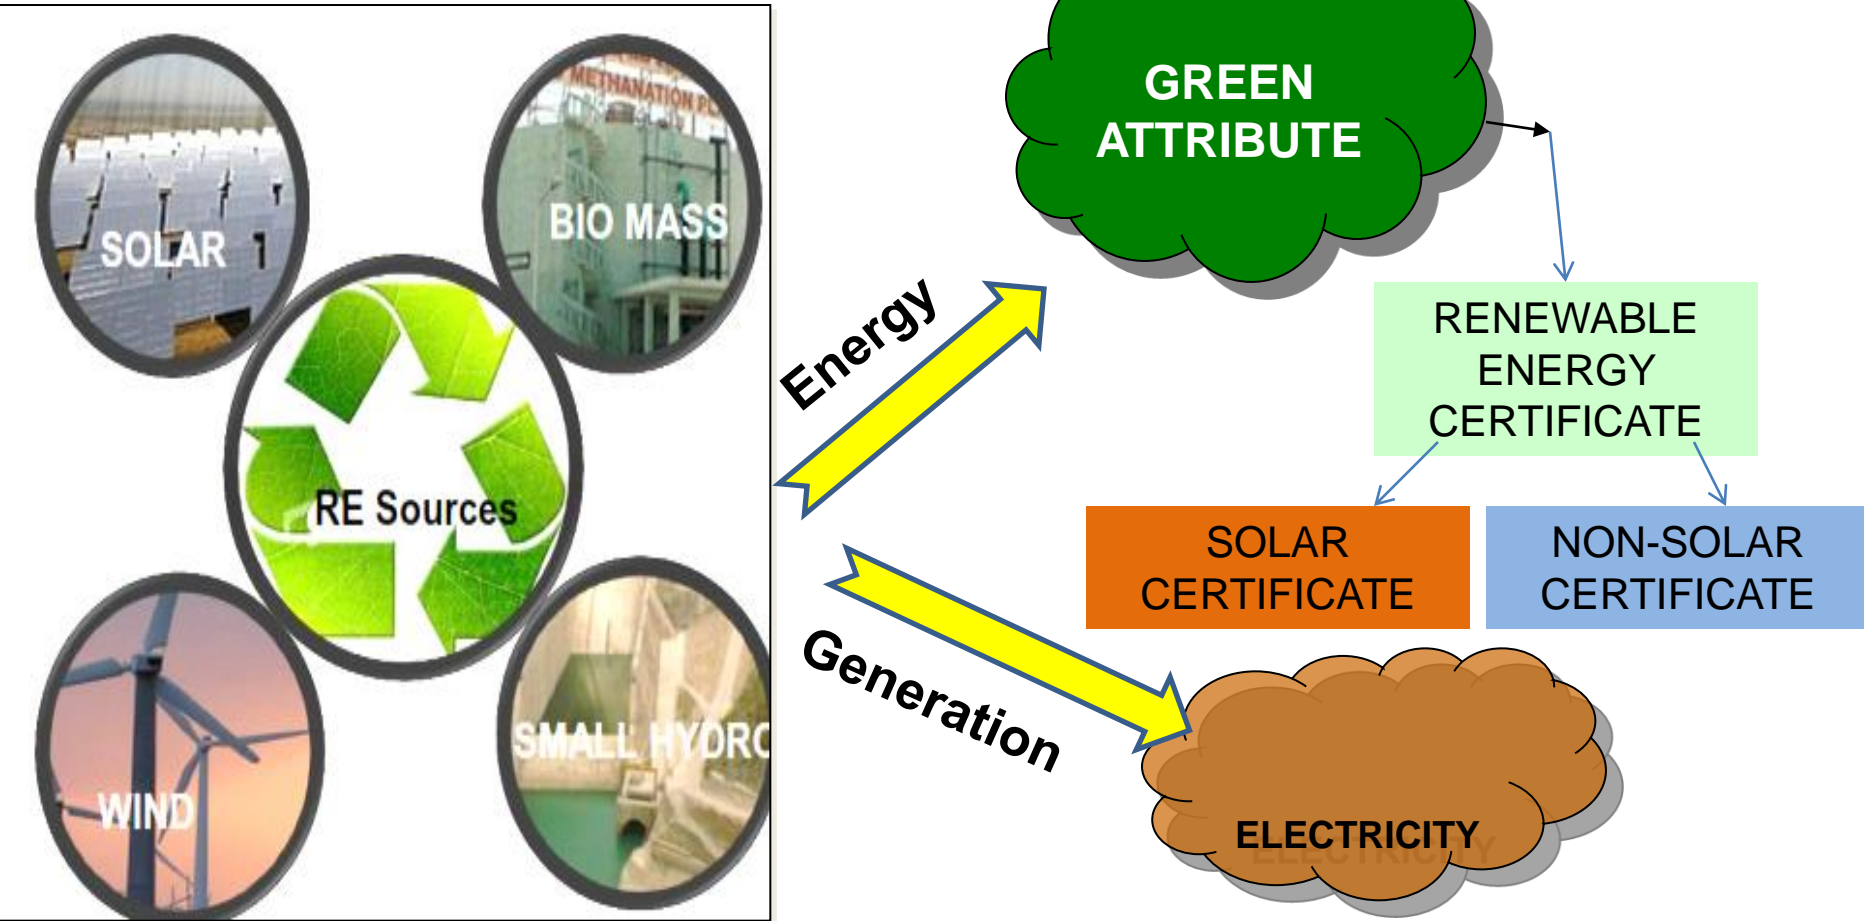 SOLAR
METHANATION
BIO MASS
RE Sources
WIND
SMALL HYDRO
Energy
Generation
GREEN
ATTRIBUTE
RENEWABLE
ENERGY
CERTIFICATE
SOLAR
CERTIFICATE
NON-SOLAR
CERTIFICATE
ELECTRICITY